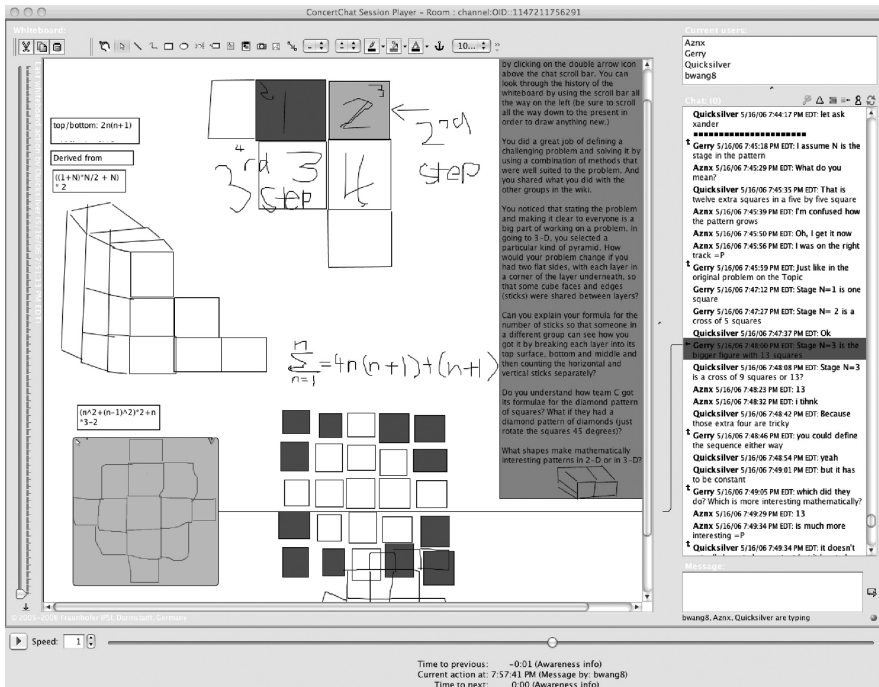 ConcertChat Session Player - Room : channel:OID::1147211756291
Whiteboard:
10...
top/bottom: 2n(n+1)
Derived from
((1+N)*N/2 + N)
* 2
2
1
3
2
2nd
step
4
3rd
step
3
4
n
∑ =4n(n+1)+(n+1)
n=1
(n^2+(n-1)^2)*2+n
*3-2
by clicking on the double arrow icon
above the chat scroll bar. You can
look through the history of the
whiteboard by using the scroll bar all
the way on the left (be sure to scroll
all the way down to the present in
order to draw anything new.)
You did a great job of defining a
challenging problem and solving it by
using a combination of methods that
were well suited to the problem. And
you shared what you did with the
other groups in the wiki.
You noticed that stating the problem
and making it clear to everyone is a
big part of working on a problem. In
going to 3-D, you selected a
particular kind of pyramid. How
would your problem change if you
had two flat sides, with each layer in
a corner of the layer underneath, so
that some cube faces and edges
(sticks) were shared between layers?
Can you explain your formula for the
number of sticks so that someone in
a different group can see how you
got it by breaking each layer into its
top surface, bottom and middle and
then counting the horizontal and
vertical sticks separately?
Do you understand how team C got
its formulae for the diamond pattern
of squares? What if they had a
diamond pattern of diamonds (just
rotate the squares 45 degrees)?
What shapes make mathematically
interesting patterns in 2-D or in 3-D?
© 2005-2006 Fraunhofer IPSI, Darmstadt, Germany
Current users:
Aznx
Gerry
Quicksilver
bwang8
Chat: (0)
Quicksilver 5/16/06 7:44:17 PM EDT: let ask
xander
Gerry 5/16/06 7:45:18 PM EDT: I assume N is the
stage in the pattern
Aznx 5/16/06 7:45:29 PM EDT: What do you
mean?
Quicksilver 5/16/06 7:45:35 PM EDT: That is
twelve extra squares in a five by five square
Aznx 5/16/06 7:45:39 PM EDT: I'm confused how
the pattern grows
Aznx 5/16/06 7:45:50 PM EDT: Oh, I get it now
Aznx 5/16/06 7:45:56 PM EDT: I was on the right
track =P
Gerry 5/16/06 7:45:59 PM EDT: Just like in the
original problem on the Topic
Gerry 5/16/06 7:47:12 PM EDT: Stage N=1 is one
square
Gerry 5/16/06 7:47:27 PM EDT: Stage N= 2 is a
cross of 5 squares
Quicksilver 5/16/06 7:47:37 PM EDT: Ok
Gerry 5/16/06 7:48:00 PM EDT: Stage N=3 is the
bigger figure with 13 squares
Quicksilver 5/16/06 7:48:08 PM EDT: Stage N=3
is a cross of 9 squares or 13?
Aznx 5/16/06 7:48:23 PM EDT: 13
Aznx 5/16/06 7:48:32 PM EDT: i tihnk
Quicksilver 5/16/06 7:48:42 PM EDT: Because
those extra four are tricky
Gerry 5/16/06 7:48:46 PM EDT: you could define
the sequence either way
Quicksilver 5/16/06 7:48:54 PM EDT: yeah
Quicksilver 5/16/06 7:49:01 PM EDT: but it has
to be constant
Gerry 5/16/06 7:49:05 PM EDT: which did they
do? Which is more interesting mathematically?
Aznx 5/16/06 7:49:29 PM EDT: 13
Aznx 5/16/06 7:49:34 PM EDT: is much more
interesting =P
Quicksilver 5/16/06 7:49:34 PM EDT: it doesn't
Message:
bwang8, Aznx, Quicksilver are typing
Speed: 1
Time to previous: -0:01 (Awareness info)
Current action at: 7:57:41 PM (Message by: bwang8)
Time to next: 0:00 (Awareness info)